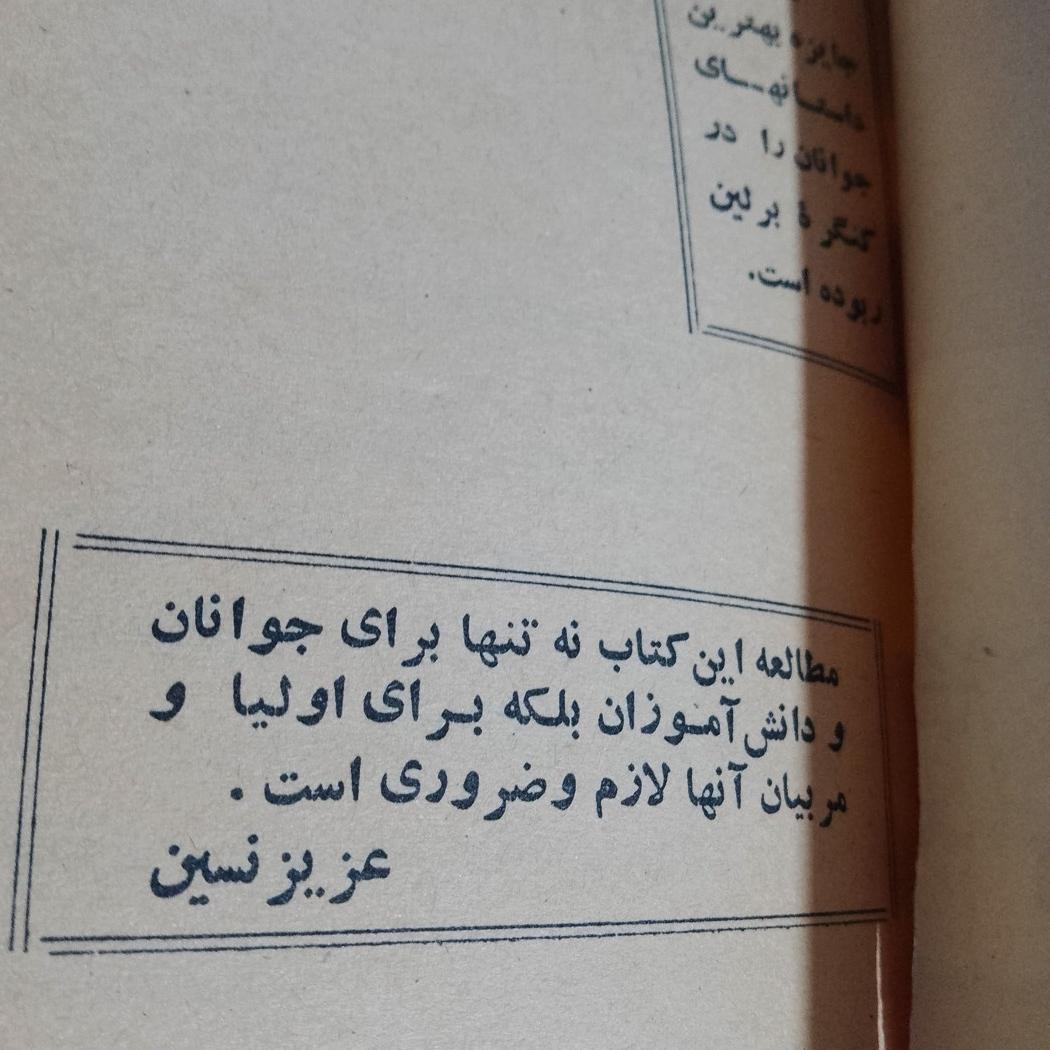 جایزه بهترین
داستانهای
جوانان را در
کنگرهٔ برلین
ربوده است.
مطالعه این کتاب نه تنها برای جوانان
و دانش‌آموزان بلکه برای اولیا و
مربیان آنها لازم وضروری است .
عزیز نسین